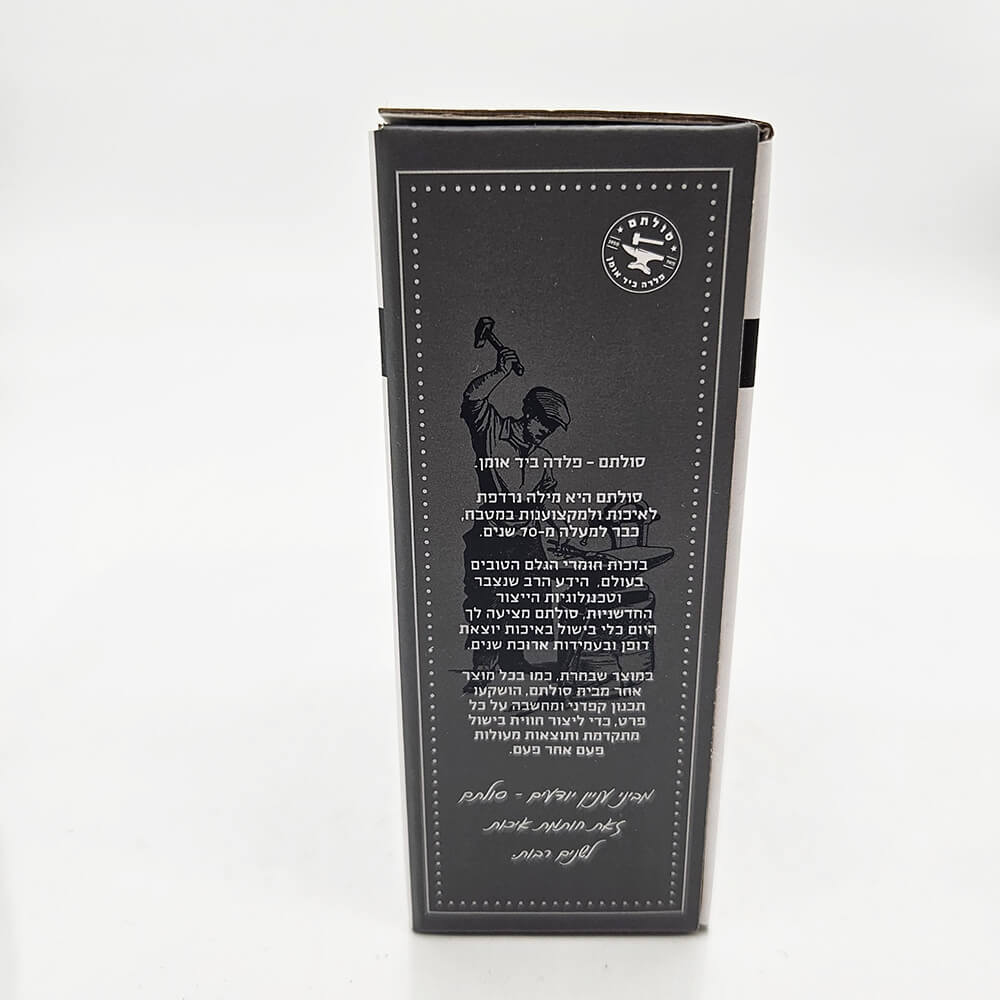 סולתם
1950
פלדה ביד אומן
סולתם - פלדה ביד אומן.
סולתם היא מילה נרדפת
לאיכות ולמקצוענות במטבח,
כבר למעלה מ-70 שנים.
בזכות חומרי הגלם הטובים
בעולם, הידע הרב שנצבר
וטכנולוגיות הייצור
החדשניות, סולתם מציעה לך
היום כלי בישול באיכות יוצאת
דופן ובעמידות ארוכת שנים.
במוצר שבחרת, כמו בכל מוצר
אחר מבית סולתם, הושקעו
תכנון קפדני ומחשבה על כל
פרט, כדי ליצור חווית בישול
מתקדמת ותוצאות מעולות
פעם אחר פעם.
מביני עניין יודעים - סולתם
זאת חותמת איכות
לשנים רבות.